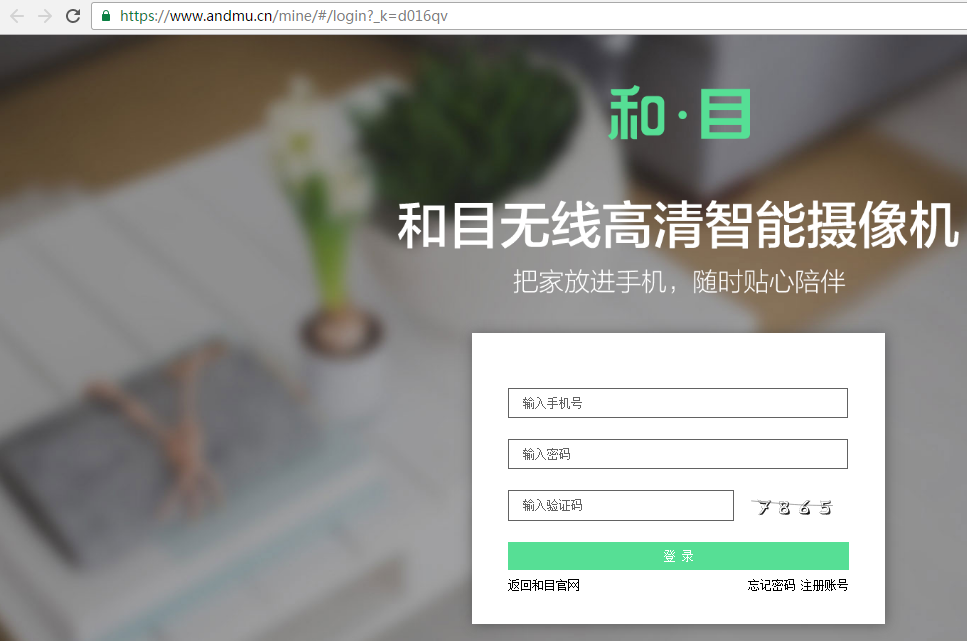 https://www.andmu.cn/mine/#/login?_k=d016qv
和·目
和目无线高清智能摄像机
把家放进手机，随时贴心陪伴
输入手机号
输入密码
输入验证码 7865
登 录
返回和目官网 忘记密码 注册账号